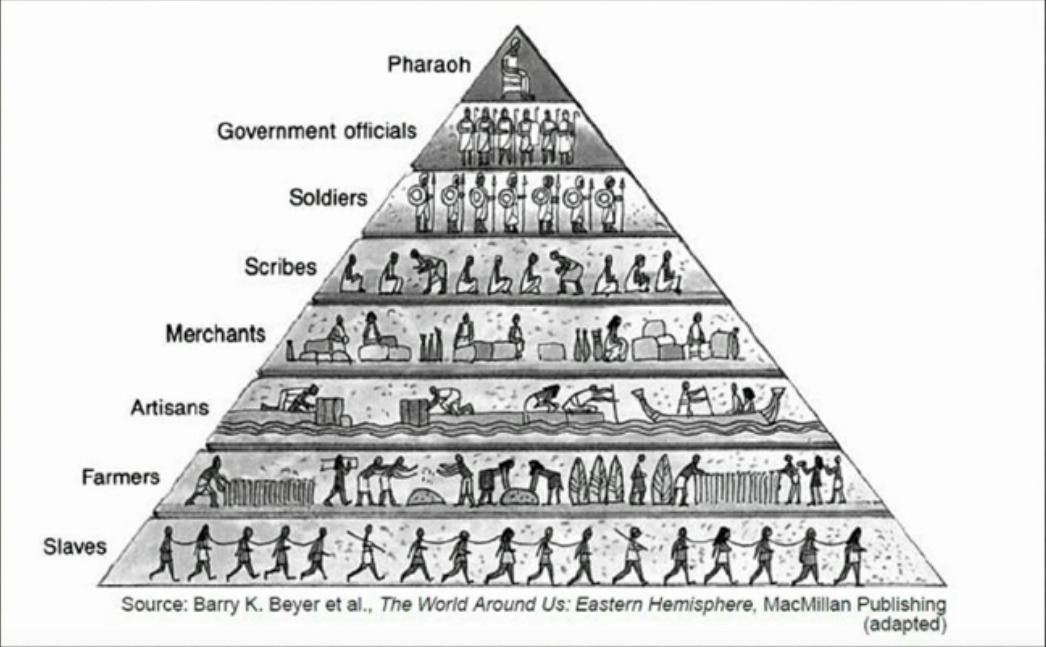 Pharaoh
Government officials
Soldiers
Scribes
Merchants
Artisans
Farmers
Slaves
Source: Barry K. Beyer et al., The World Around Us: Eastern Hemisphere, MacMillan Publishing
(adapted)